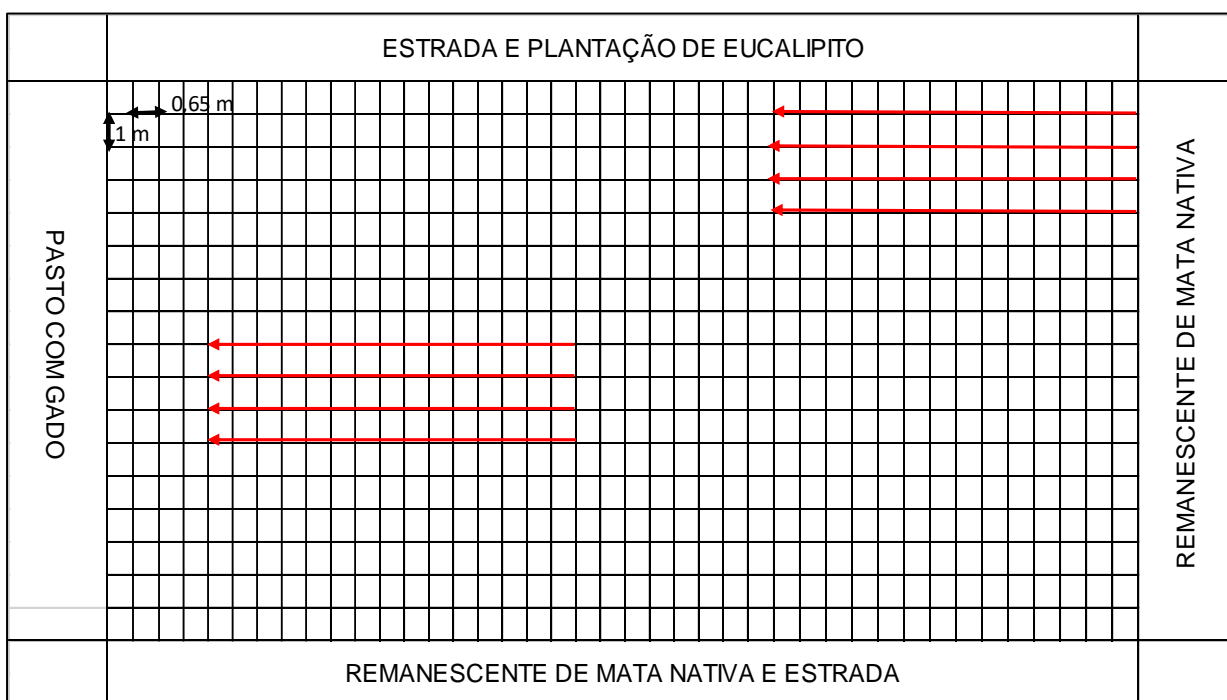 ESTRADA E PLANTAÇÃO DE EUCALIPITO
0,65 m
1 m
PASTO COM GADO
REMANESCENTE DE MATA NATIVA
REMANESCENTE DE MATA NATIVA E ESTRADA